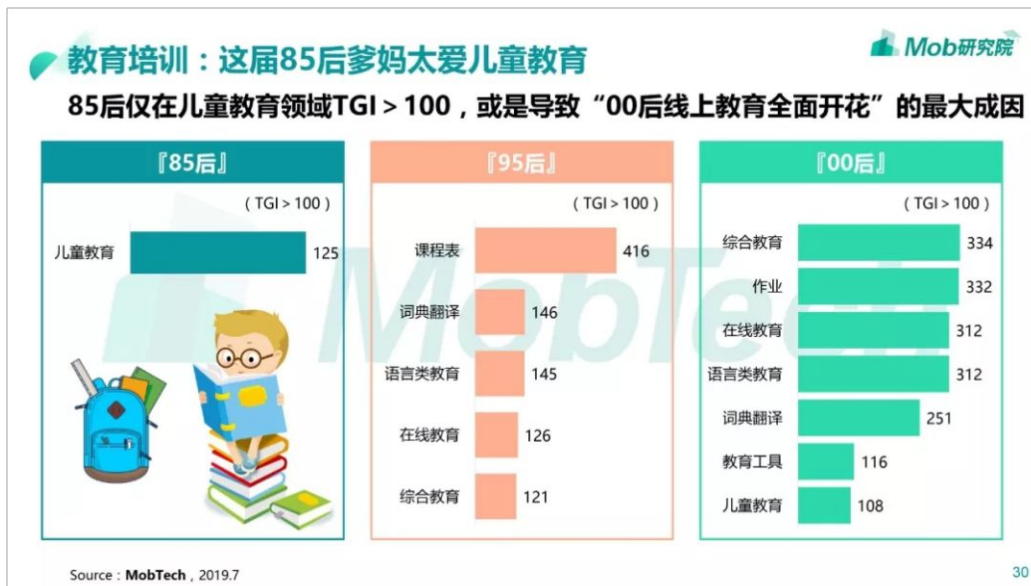 教育培训：这届85后爹妈太爱儿童教育
Mob研究院
85后仅在儿童教育领域TGI＞100，或是导致“00后线上教育全面开花”的最大成因
『85后』
（TGI＞100）
儿童教育 125
『95后』
（TGI＞100）
课程表 416
词典翻译 146
语言类教育 145
在线教育 126
综合教育 121
『00后』
（TGI＞100）
综合教育 334
作业 332
在线教育 312
语言类教育 312
词典翻译 251
教育工具 116
儿童教育 108
MobTech
Source：MobTech，2019.7
30